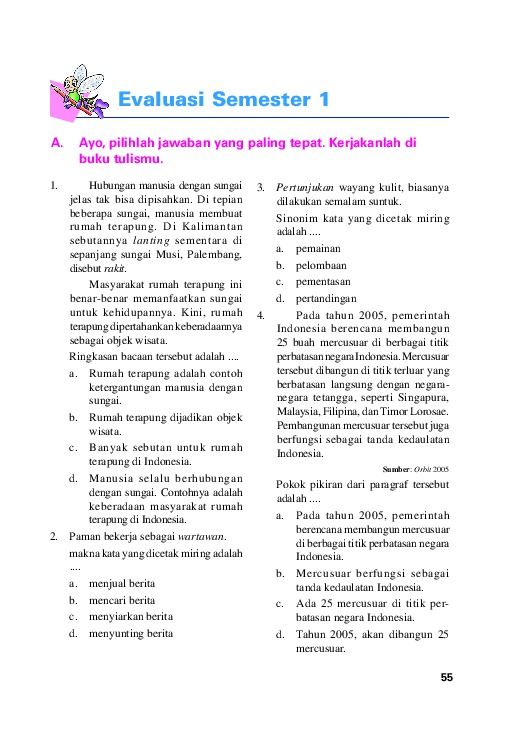 Evaluasi Semester 1
A. Ayo, pilihlah jawaban yang paling tepat. Kerjakanlah di
buku tulismu.
1. Hubungan manusia dengan sungai
jelas tak bisa dipisahkan. Di tepian
beberapa sungai, manusia membuat
rumah terapung. Di Kalimantan
sebutannya lanting sementara di
sepanjang sungai Musi, Palembang,
disebut rakit.
Masyarakat rumah terapung ini
benar-benar memanfaatkan sungai
untuk kehidupannya. Kini, rumah
terapung dipertahankan keberadaannya
sebagai objek wisata.
Ringkasan bacaan tersebut adalah ....
a. Rumah terapung adalah contoh
ketergantungan manusia dengan
sungai.
b. Rumah terapung dijadikan objek
wisata.
c. Banyak sebutan untuk rumah
terapung di Indonesia.
d. Manusia selalu berhubungan
dengan sungai. Contohnya adalah
keberadaan masyarakat rumah
terapung di Indonesia.
2. Paman bekerja sebagai wartawan.
makna kata yang dicetak miring adalah
....
a. menjual berita
b. mencari berita
c. menyiarkan berita
d. menyunting berita
3. Pertunjukan wayang kulit, biasanya
dilakukan semalam suntuk.
Sinonim kata yang dicetak miring
adalah ....
a. pemainan
b. pelombaan
c. pementasan
d. pertandingan
4. Pada tahun 2005, pemerintah
Indonesia berencana membangun
25 buah mercusuar di berbagai titik
perbatasan negara Indonesia. Mercusuar
tersebut dibangun di titik terluar yang
berbatasan langsung dengan negara-
negara tetangga, seperti Singapura,
Malaysia, Filipina, dan Timor Lorosae.
Pembangunan mercusuar tersebut juga
berfungsi sebagai tanda kedaulatan
Indonesia.
Sumber: Orbit 2005
Pokok pikiran dari paragraf tersebut
adalah ....
a. Pada tahun 2005, pemerintah
berencana membangun mercusuar
di berbagai titik perbatasan negara
Indonesia.
b. Mercusuar berfungsi sebagai
tanda kedaulatan Indonesia.
c. Ada 25 mercusuar di titik per-
batasan negara Indonesia.
d. Tahun 2005, akan dibangun 25
mercusuar.
55